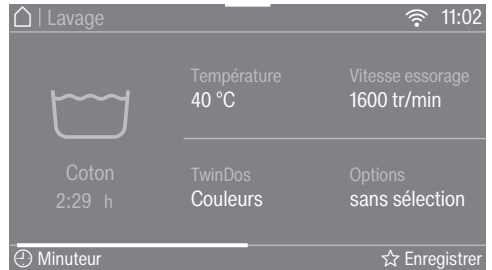 | Lavage 11:02
Température
40 °C
Vitesse essorage
1600 tr/min
Coton
2:29 h
TwinDos
Couleurs
Options
sans sélection
Minuteur
Enregistrer